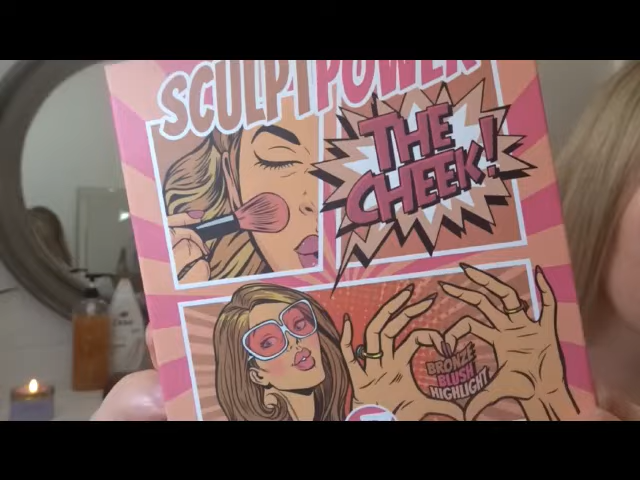 SCULPTPOWER
THE
CHEEK!
BRONZE
BLUSH
HIGHLIGHT